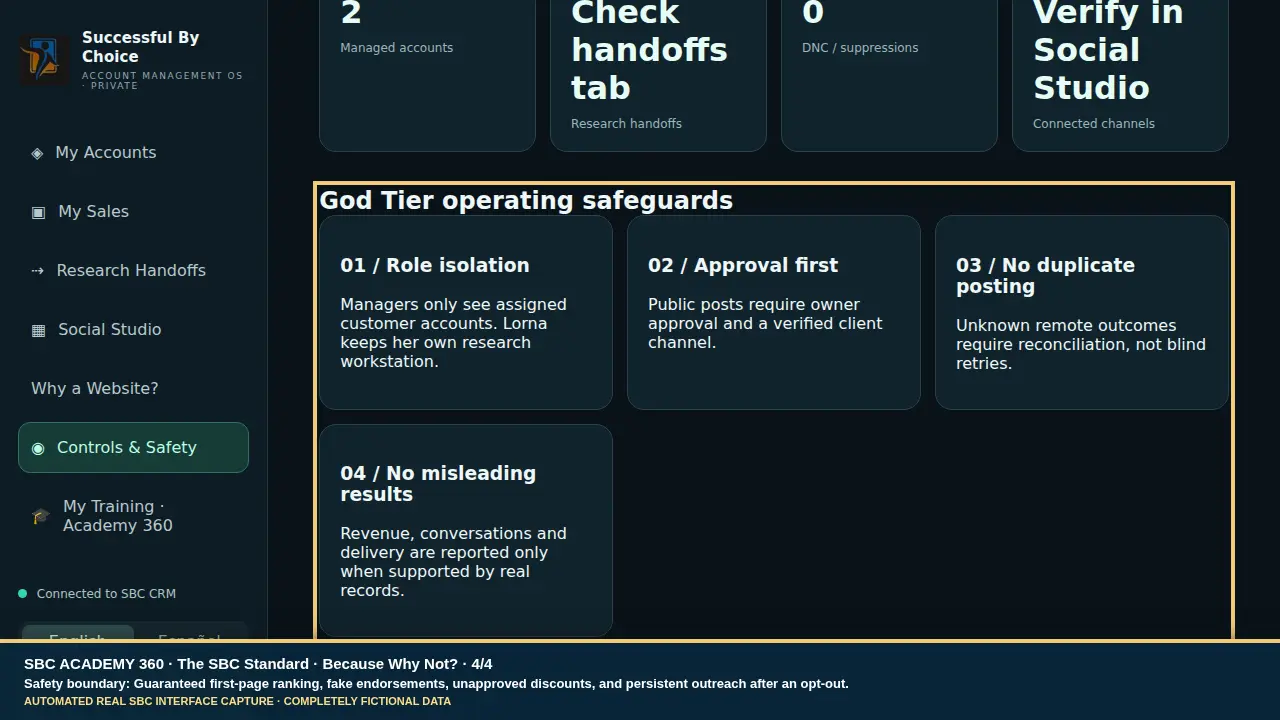 Successful By
Choice
ACCOUNT MANAGEMENT OS
· PRIVATE
My Accounts
My Sales
Research Handoffs
Social Studio
Why a Website?
Controls & Safety
My Training ·
Academy 360
Connected to SBC CRM
English Español
2
Managed accounts
Check
handoffs
tab
Research handoffs
0
DNC / suppressions
Verify in
Social
Studio
Connected channels
God Tier operating safeguards
01 / Role isolation
Managers only see assigned
customer accounts. Lorna
keeps her own research
workstation.
02 / Approval first
Public posts require owner
approval and a verified client
channel.
03 / No duplicate
posting
Unknown remote outcomes
require reconciliation, not blind
retries.
04 / No misleading
results
Revenue, conversations and
delivery are reported only
when supported by real
records.
SBC ACADEMY 360 · The SBC Standard · Because Why Not? · 4/4
Safety boundary: Guaranteed first-page ranking, fake endorsements, unapproved discounts, and persistent outreach after an opt-out.
AUTOMATED REAL SBC INTERFACE CAPTURE · COMPLETELY FICTIONAL DATA